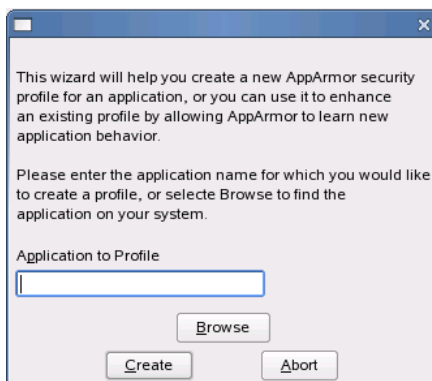 This wizard will help you create a new AppArmor security
profile for an application, or you can use it to enhance
an existing profile by allowing AppArmor to learn new
application behavior.
Please enter the application name for which you would like
to create a profile, or selecte Browse to find the
application on your system.
Application to Profile
Browse
Create
Abort